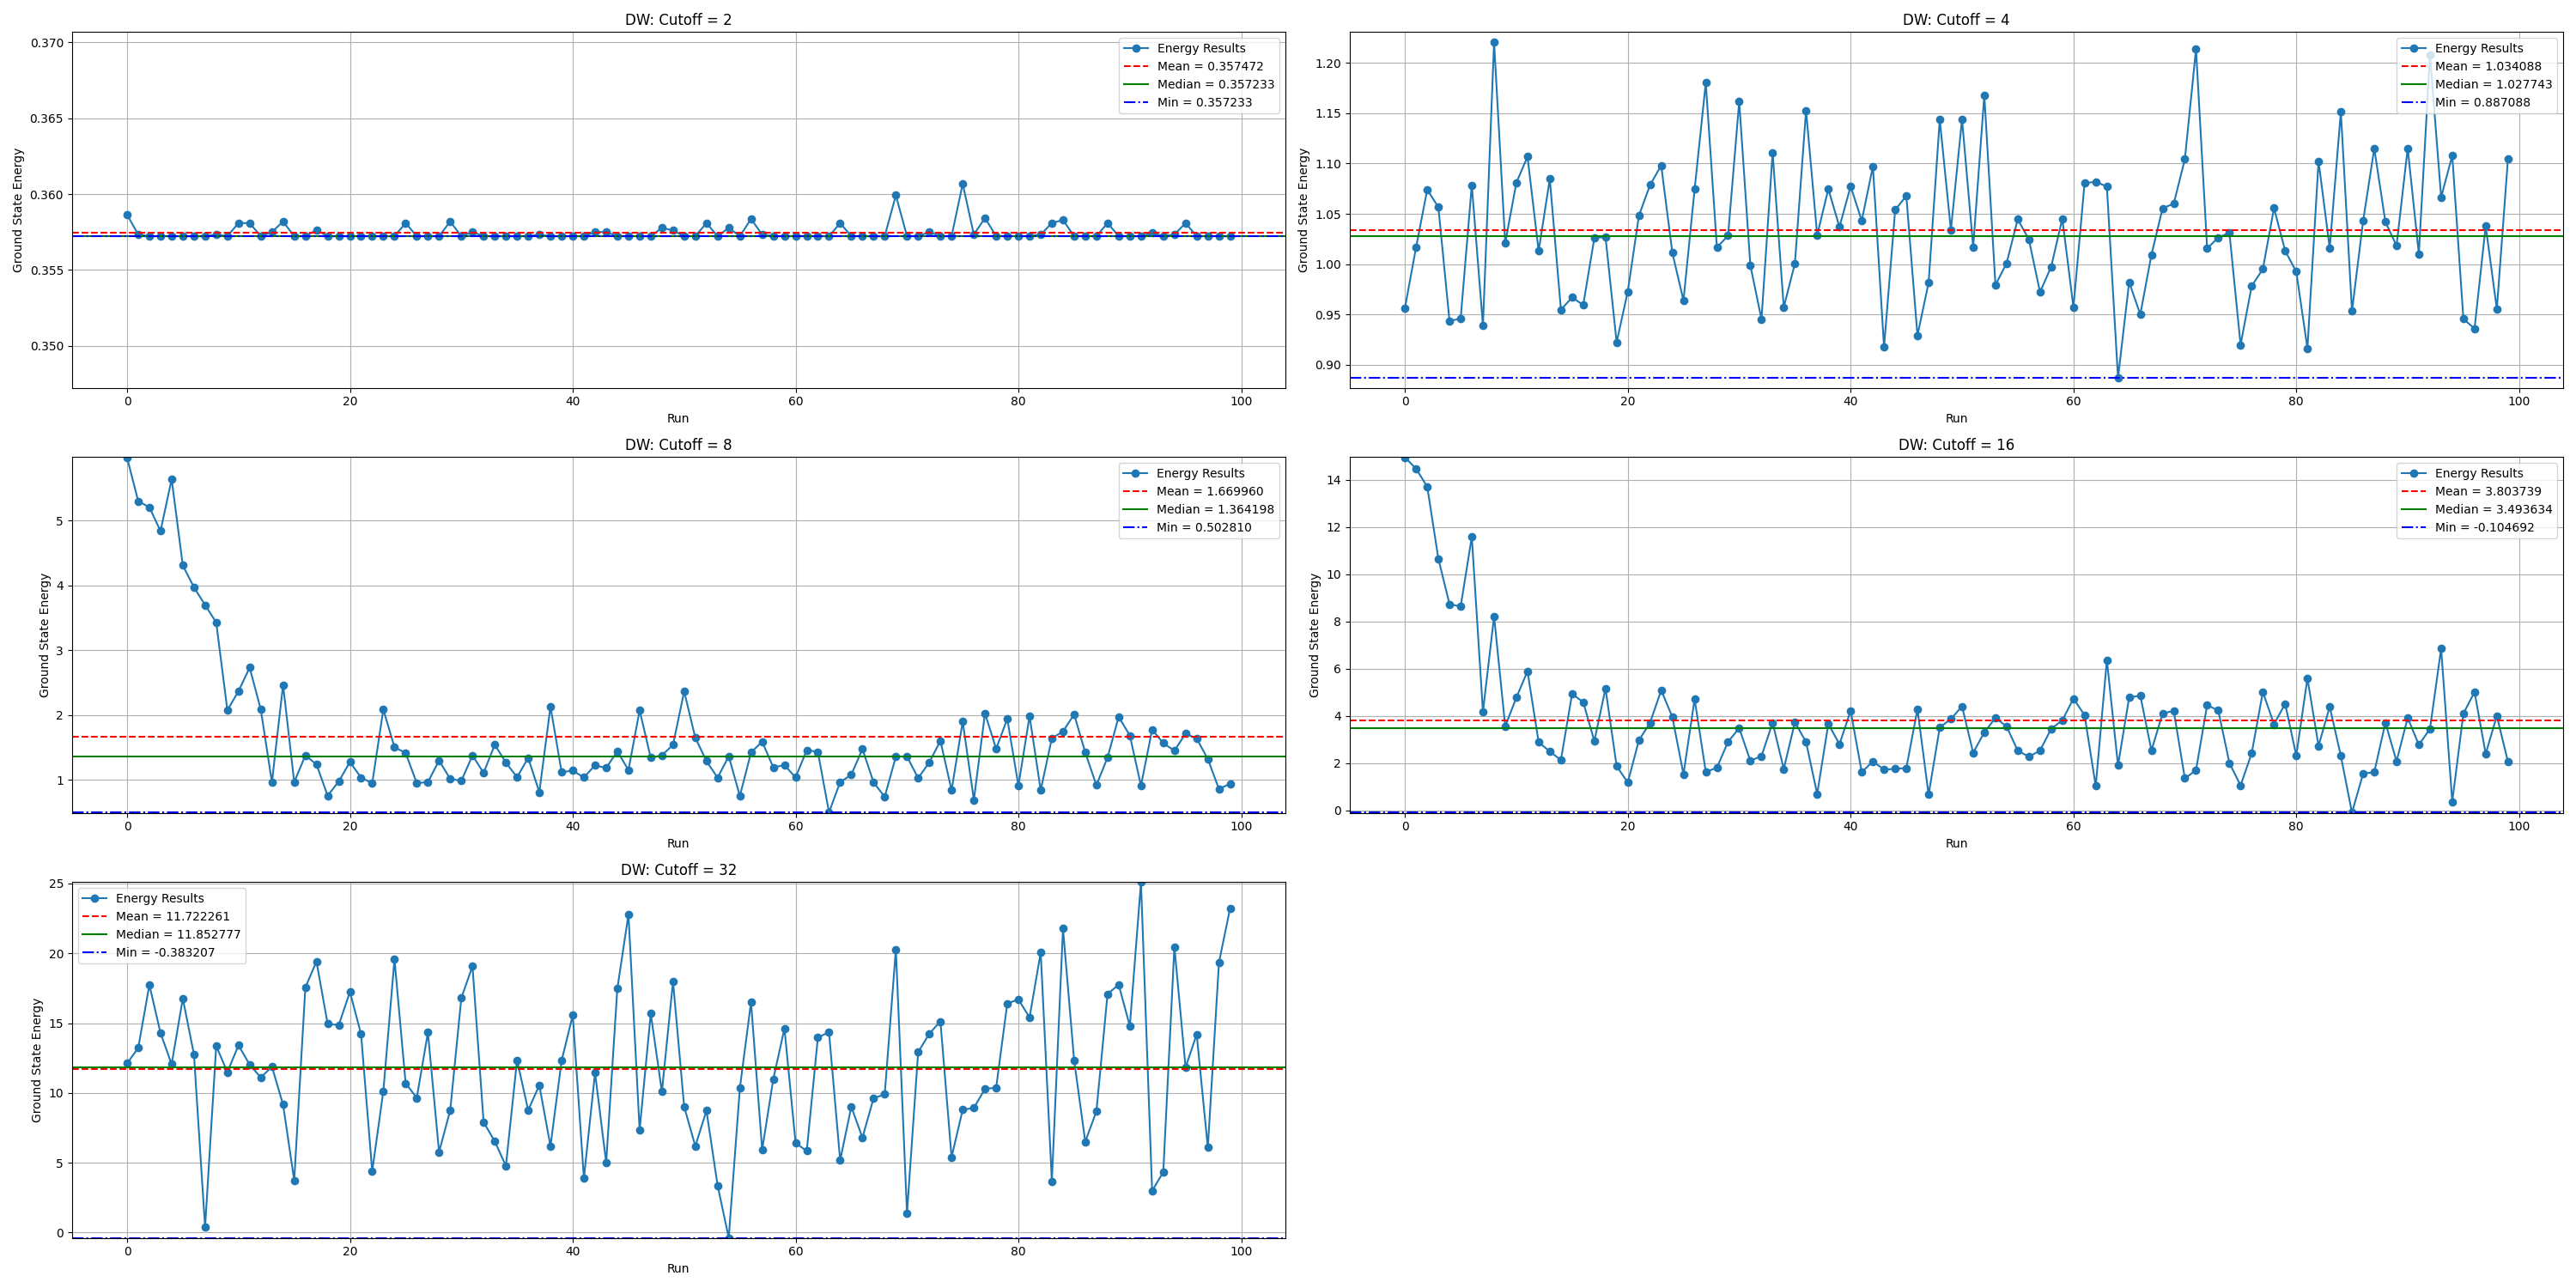 DW: Cutoff = 2
Ground State Energy
0.370
0.365
0.360
0.355
0.350
Energy Results
Mean = 0.357472
Median = 0.357233
Min = 0.357233
0 20 40 60 80 100
Run
DW: Cutoff = 4
Ground State Energy
1.20
1.15
1.10
1.05
1.00
0.95
0.90
Energy Results
Mean = 1.034088
Median = 1.027743
Min = 0.887088
0 20 40 60 80 100
Run
DW: Cutoff = 8
Ground State Energy
5
4
3
2
1
Energy Results
Mean = 1.669960
Median = 1.364198
Min = 0.502810
0 20 40 60 80 100
Run
DW: Cutoff = 16
Ground State Energy
14
12
10
8
6
4
2
0
Energy Results
Mean = 3.803739
Median = 3.493634
Min = -0.104692
0 20 40 60 80 100
Run
DW: Cutoff = 32
Ground State Energy
25
20
15
10
5
0
Energy Results
Mean = 11.722261
Median = 11.852777
Min = -0.383207
0 20 40 60 80 100
Run